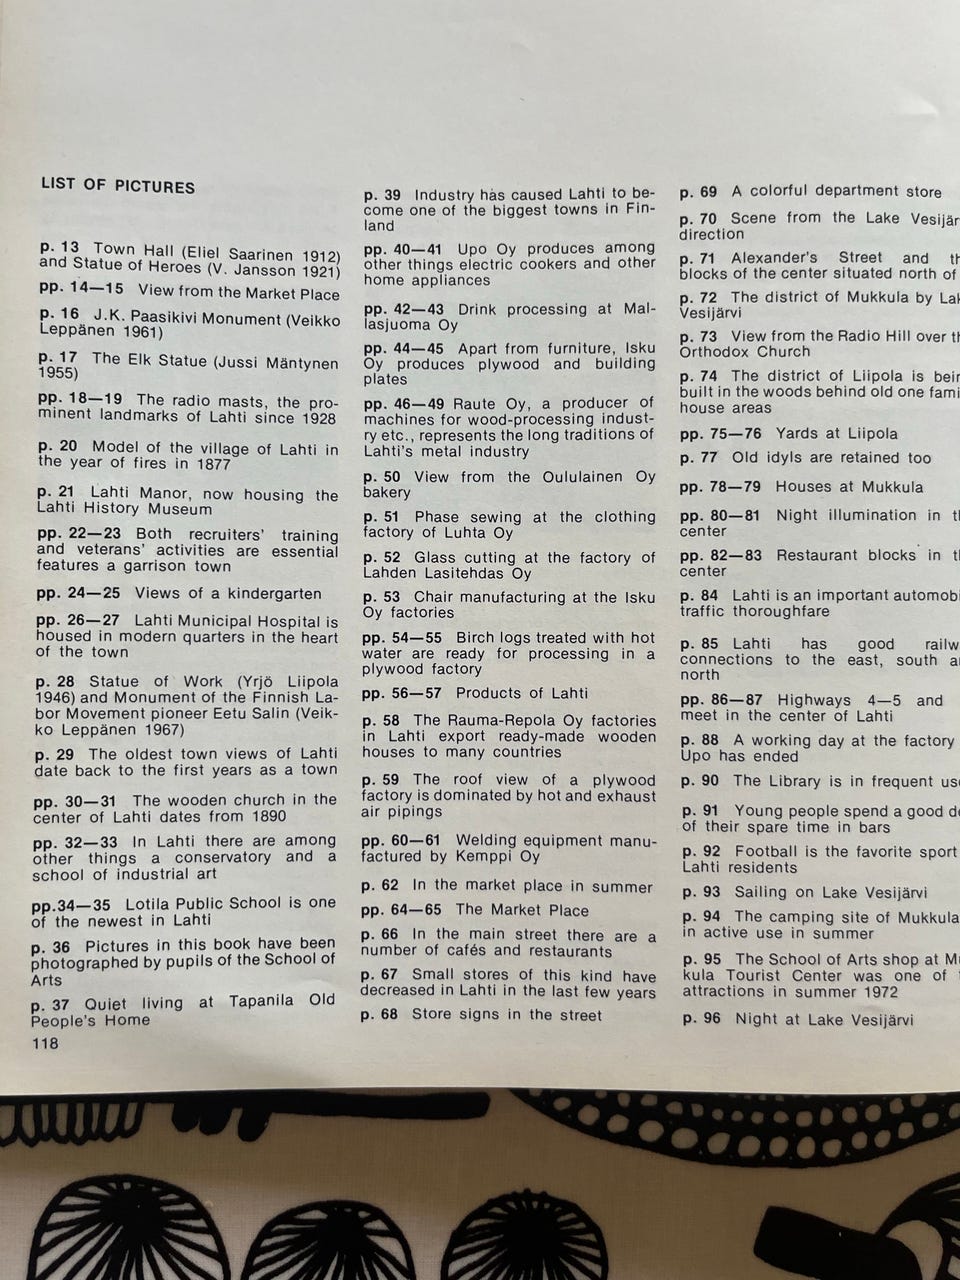 LIST OF PICTURES
p. 13 Town Hall (Eliel Saarinen 1912)
and Statue of Heroes (V. Jansson 1921)
pp. 14—15 View from the Market Place
p. 16 J.K. Paasikivi Monument (Veikko
Leppänen 1961)
p. 17 The Elk Statue (Jussi Mäntynen
1955)
pp. 18—19 The radio masts, the pro-
minent landmarks of Lahti since 1928
p. 20 Model of the village of Lahti in
the year of fires in 1877
p. 21 Lahti Manor, now housing the
Lahti History Museum
pp. 22—23 Both recruiters' training
and veterans' activities are essential
features a garrison town
pp. 24—25 Views of a kindergarten
pp. 26—27 Lahti Municipal Hospital is
housed in modern quarters in the heart
of the town
p. 28 Statue of Work (Yrjö Liipola
1946) and Monument of the Finnish La-
bor Movement pioneer Eetu Salin (Veik-
ko Leppänen 1967)
p. 29 The oldest town views of Lahti
date back to the first years as a town
pp. 30—31 The wooden church in the
center of Lahti dates from 1890
pp. 32—33 In Lahti there are among
other things a conservatory and a
school of industrial art
pp.34—35 Lotila Public School is one
of the newest in Lahti
p. 36 Pictures in this book have been
photographed by pupils of the School of
Arts
p. 37 Quiet living at Tapanila Old
People's Home
118
p. 39 Industry has caused Lahti to be-
come one of the biggest towns in Fin-
land
pp. 40—41 Upo Oy produces among
other things electric cookers and other
home appliances
pp. 42—43 Drink processing at Mal-
lasjuoma Oy
pp. 44—45 Apart from furniture, Isku
Oy produces plywood and building
plates
pp. 46—49 Raute Oy, a producer of
machines for wood-processing indust-
ry etc., represents the long traditions of
Lahti's metal industry
p. 50 View from the Oululainen Oy
bakery
p. 51 Phase sewing at the clothing
factory of Luhta Oy
p. 52 Glass cutting at the factory of
Lahden Lasitehdas Oy
p. 53 Chair manufacturing at the Isku
Oy factories
pp. 54—55 Birch logs treated with hot
water are ready for processing in a
plywood factory
pp. 56—57 Products of Lahti
p. 58 The Rauma-Repola Oy factories
in Lahti export ready-made wooden
houses to many countries
p. 59 The roof view of a plywood
factory is dominated by hot and exhaust
air pipings
pp. 60—61 Welding equipment manu-
factured by Kemppi Oy
p. 62 In the market place in summer
pp. 64—65 The Market Place
p. 66 In the main street there are a
number of cafés and restaurants
p. 67 Small stores of this kind have
decreased in Lahti in the last few years
p. 68 Store signs in the street
p. 69 A colorful department store
p. 70 Scene from the Lake Vesijär
direction
p. 71 Alexander's Street and th
blocks of the center situated north of
p. 72 The district of Mukkula by Lak
Vesijärvi
p. 73 View from the Radio Hill over th
Orthodox Church
p. 74 The district of Liipola is bein
built in the woods behind old one fami
house areas
pp. 75—76 Yards at Liipola
p. 77 Old idyls are retained too
pp. 78—79 Houses at Mukkula
pp. 80—81 Night illumination in t
center
pp. 82—83 Restaurant blocks in t
center
p. 84 Lahti is an important automobi
traffic thoroughfare
p. 85 Lahti has good railw
connections to the east, south a
north
pp. 86—87 Highways 4—5 and
meet in the center of Lahti
p. 88 A working day at the factory
Upo has ended
p. 90 The Library is in frequent us
p. 91 Young people spend a good d
of their spare time in bars
p. 92 Football is the favorite sport
Lahti residents
p. 93 Sailing on Lake Vesijärvi
p. 94 The camping site of Mukkula
in active use in summer
p. 95 The School of Arts shop at M
kula Tourist Center was one of
attractions in summer 1972
p. 96 Night at Lake Vesijärvi